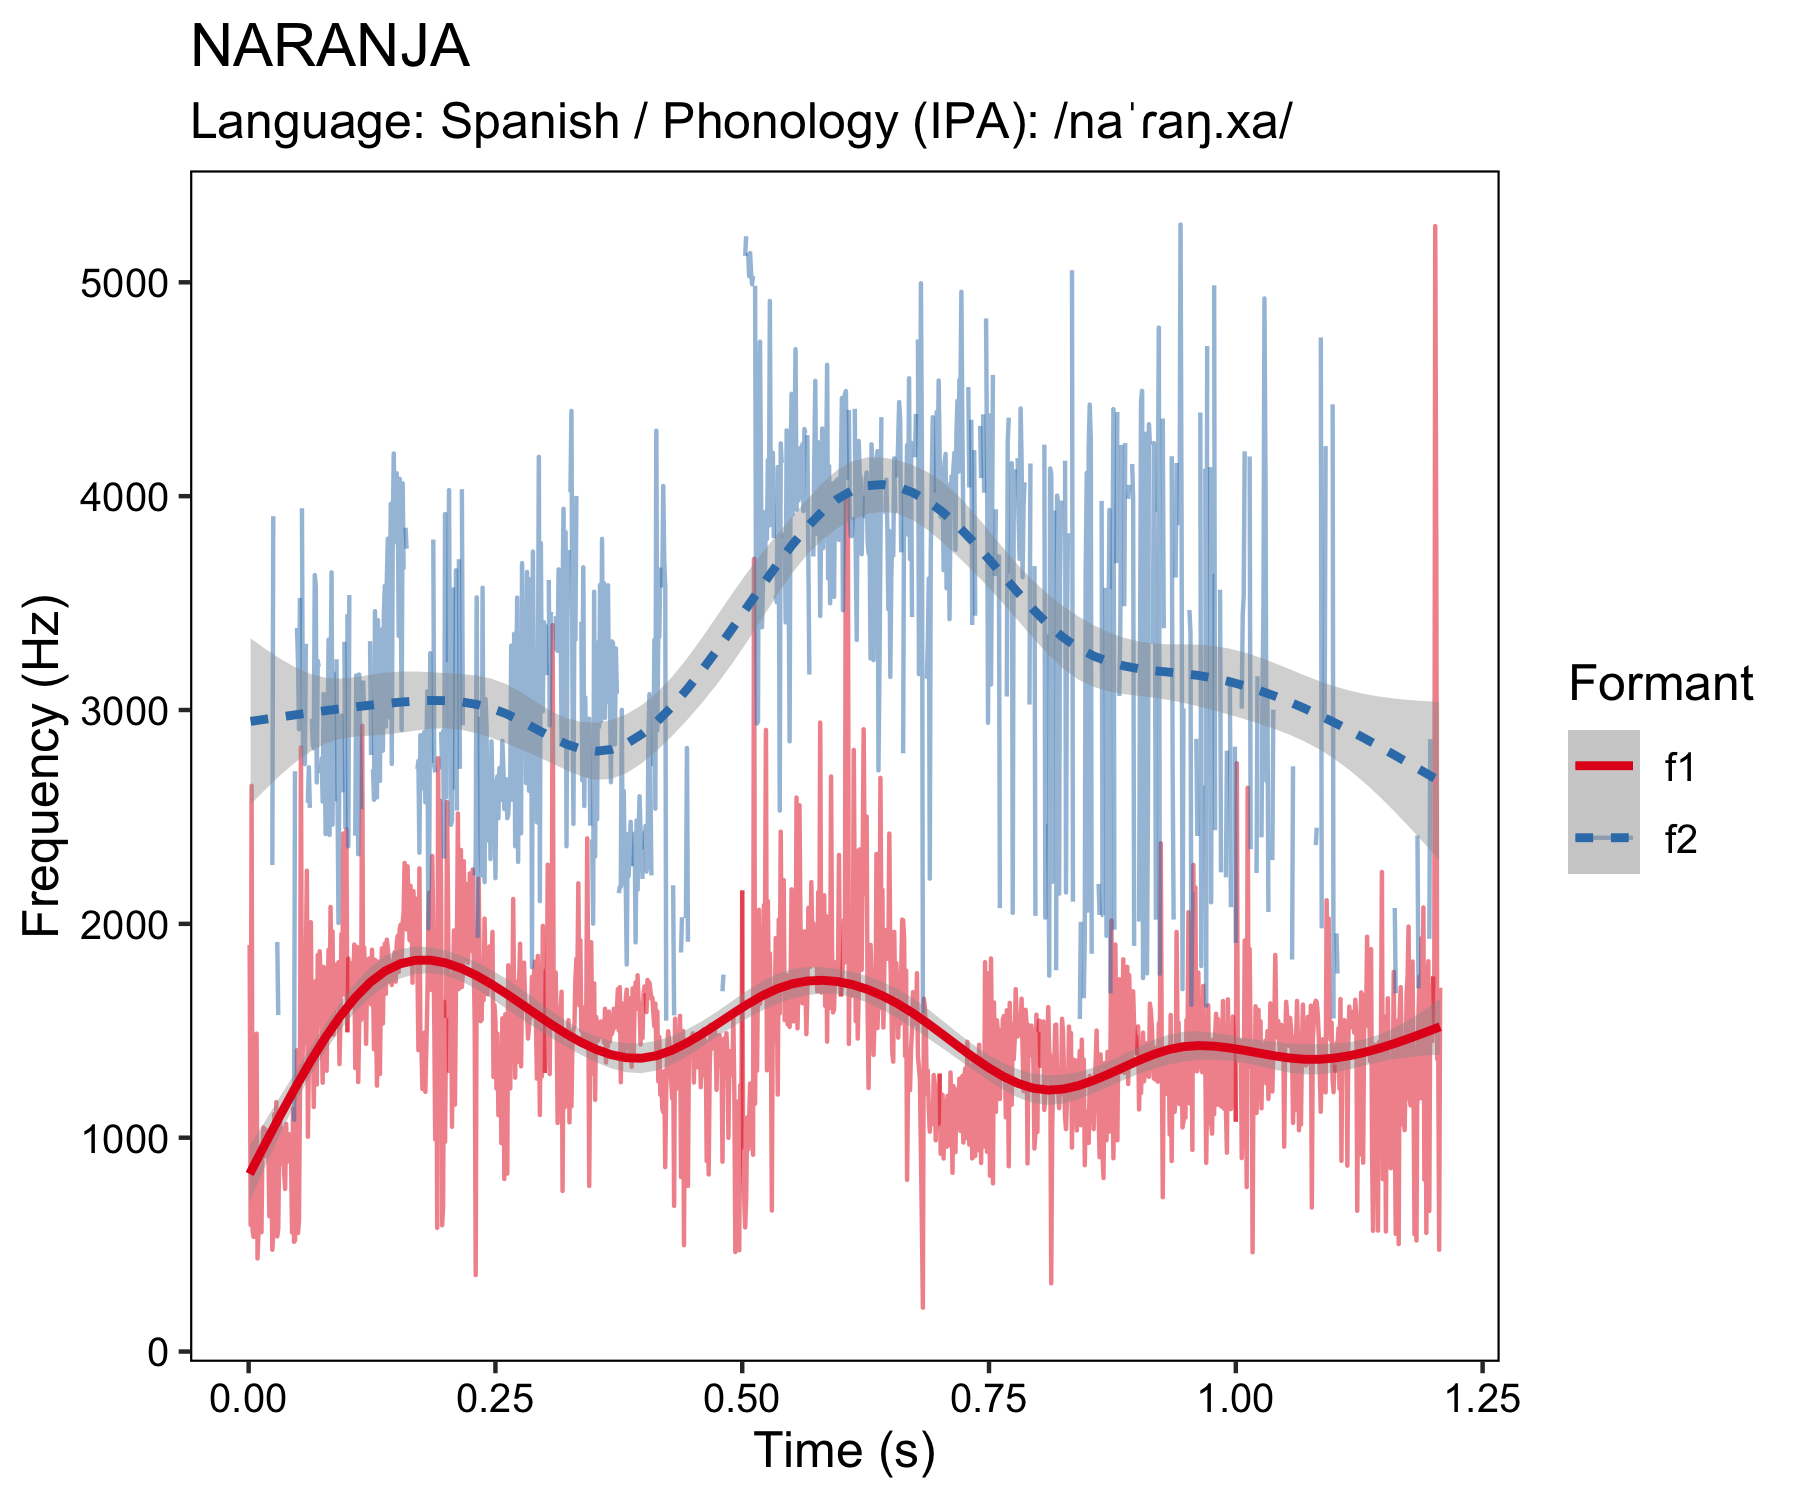 NARANJA
Language: Spanish / Phonology (IPA): /naˈɾaŋ.xa/
Frequency (Hz)
5000
4000
3000
2000
1000
0
0.00 0.25 0.50 0.75 1.00 1.25
Time (s)
Formant
f1
f2